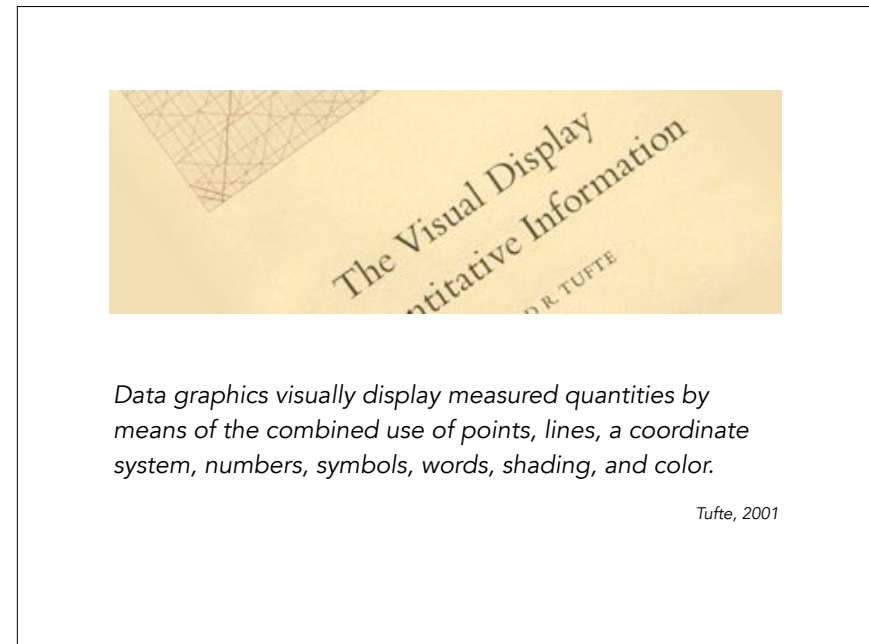 The Visual Display
ntitative Information
D R. TUFTE
Data graphics visually display measured quantities by
means of the combined use of points, lines, a coordinate
system, numbers, symbols, words, shading, and color.
Tufte, 2001